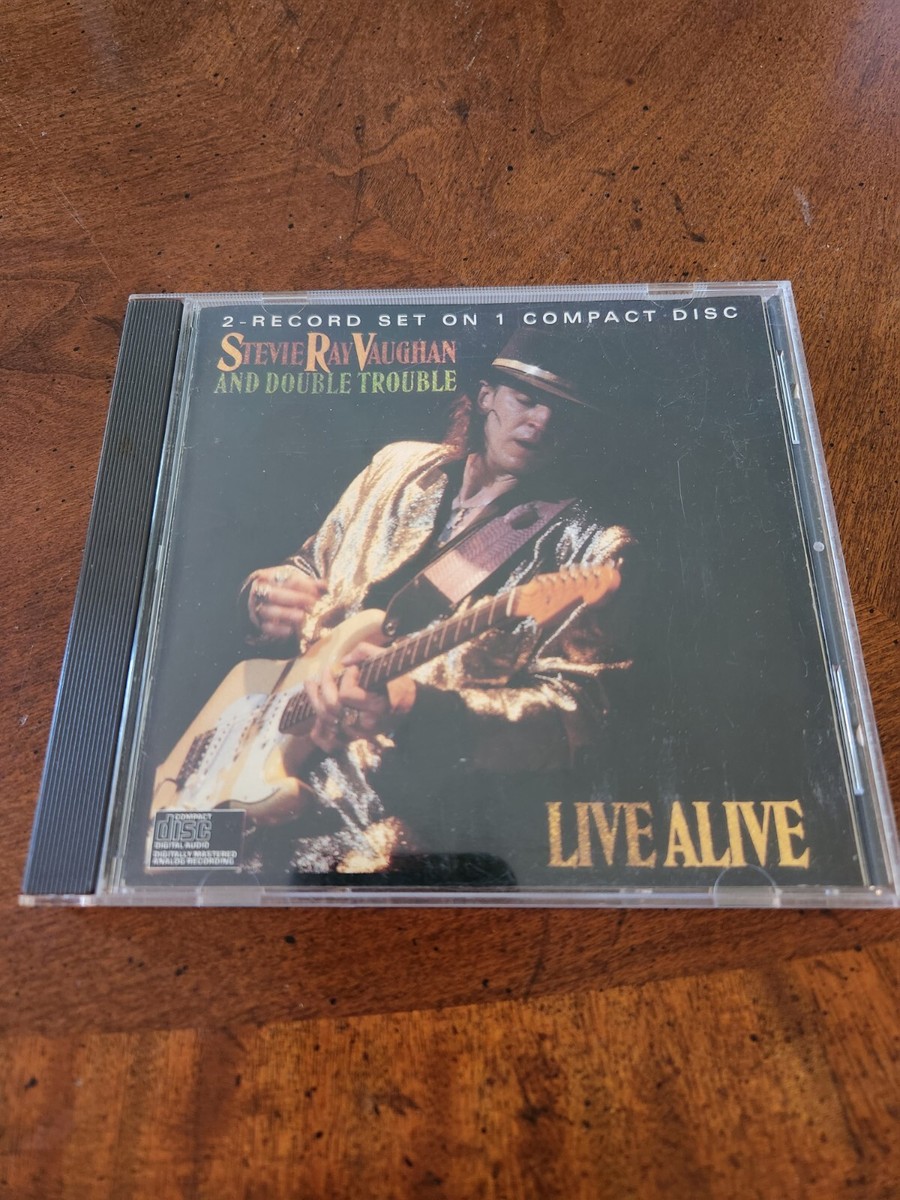 2-RECORD SET ON 1 COMPACT DISC
STEVIE RAY VAUGHAN
AND DOUBLE TROUBLE
LIVE ALIVE
COMPACT
disc
DIGITAL AUDIO
DIGITALLY MASTERED
ANALOG RECORDING